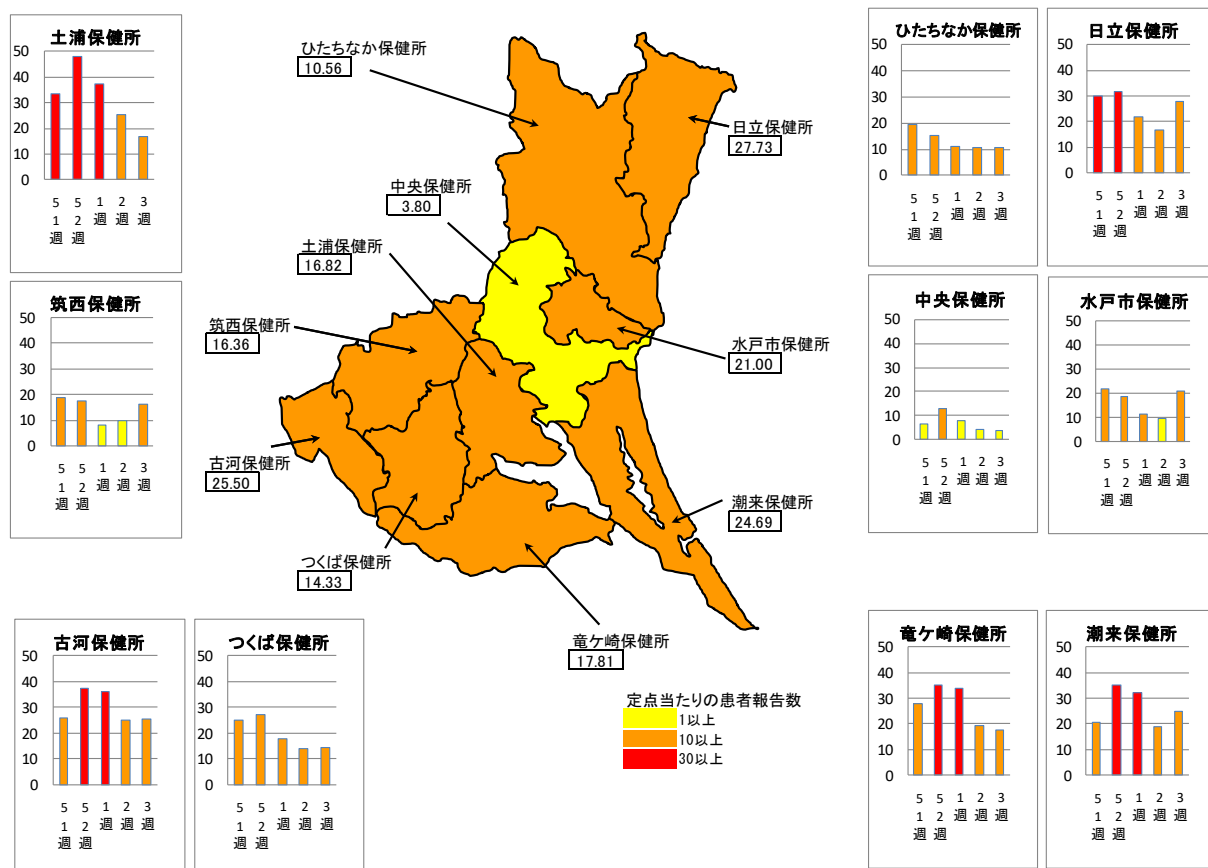 土浦保健所
50
40
30
20
10
0
51週
52週
1週
2週
3週
筑西保健所
50
40
30
20
10
0
51週
52週
1週
2週
3週
ひたちなか保健所
10.56
日立保健所
27.73
中央保健所
3.80
土浦保健所
16.82
筑西保健所
16.36
水戸市保健所
21.00
古河保健所
25.50
潮来保健所
24.69
つくば保健所
14.33
竜ケ崎保健所
17.81
定点当たりの患者報告数
1以上
10以上
30以上
ひたちなか保健所
50
40
30
20
10
0
51週
52週
1週
2週
3週
日立保健所
50
40
30
20
10
0
51週
52週
1週
2週
3週
中央保健所
50
40
30
20
10
0
51週
52週
1週
2週
3週
水戸市保健所
50
40
30
20
10
0
51週
52週
1週
2週
3週
古河保健所
50
40
30
20
10
0
51週
52週
1週
2週
3週
つくば保健所
50
40
30
20
10
0
51週
52週
1週
2週
3週
竜ケ崎保健所
50
40
30
20
10
0
51週
52週
1週
2週
3週
潮来保健所
50
40
30
20
10
0
51週
52週
1週
2週
3週